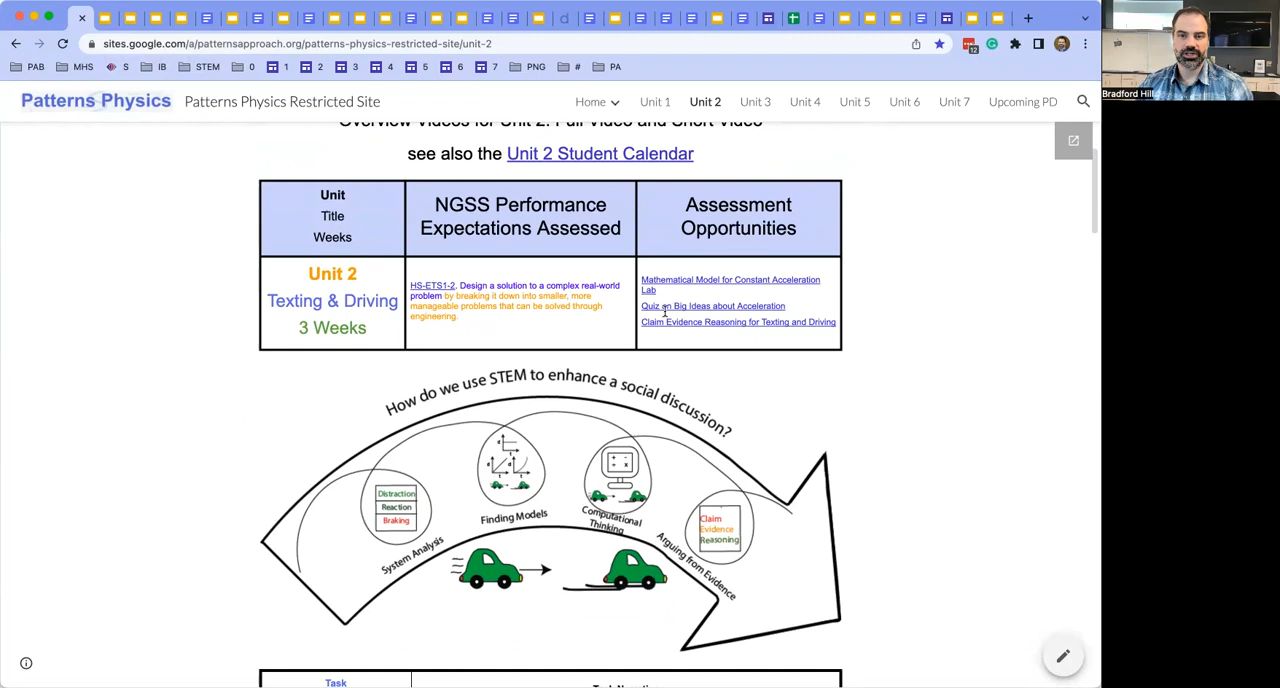 12
sites.google.com/a/patternsapproach.org/patterns-physics-restricted-site/unit-2
PAB MHS S IB STEM 0 1 2 3 4 5 6 7 PNG # PA
Patterns Physics Patterns Physics Restricted Site Home Unit 1 Unit 2 Unit 3 Unit 4 Unit 5 Unit 6 Unit 7 Upcoming PD
Bradford Hill
Overview Videos for Unit 2: Full Video and Short Video
see also the Unit 2 Student Calendar
Unit
Title
Weeks
NGSS Performance
Expectations Assessed
Assessment
Opportunities
Unit 2
Texting & Driving
3 Weeks
HS-ETS1-2. Design a solution to a complex real-world
problem by breaking it down into smaller, more
manageable problems that can be solved through
engineering.
Mathematical Model for Constant Acceleration
Lab
Quiz on Big Ideas about Acceleration
Claim Evidence Reasoning for Texting and Driving
How do we use STEM to enhance a social discussion?
Distraction
Reaction
Braking
System Analysis
Finding Models
Computational
Thinking
Claim
Evidence
Reasoning
Arguing from Evidence
Task